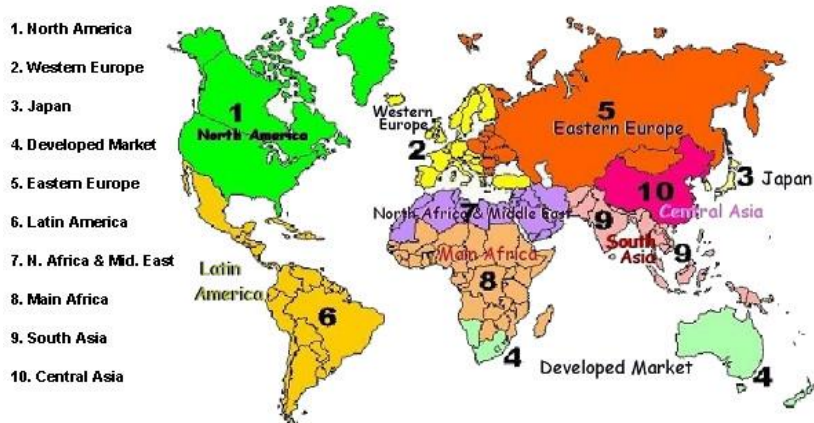 1. North America
2. Western Europe
3. Japan
4. Developed Market
5. Eastern Europe
6. Latin America
7. N. Africa & Mid. East
8. Main Africa
9. South Asia
10. Central Asia
1
North America
Western
Europe
2
5
Eastern Europe
3 Japan
10
Central Asia
7
North Africa & Middle East
9
South
Asia
9
Main Africa
8
Latin
America
6
4
Developed Market
4